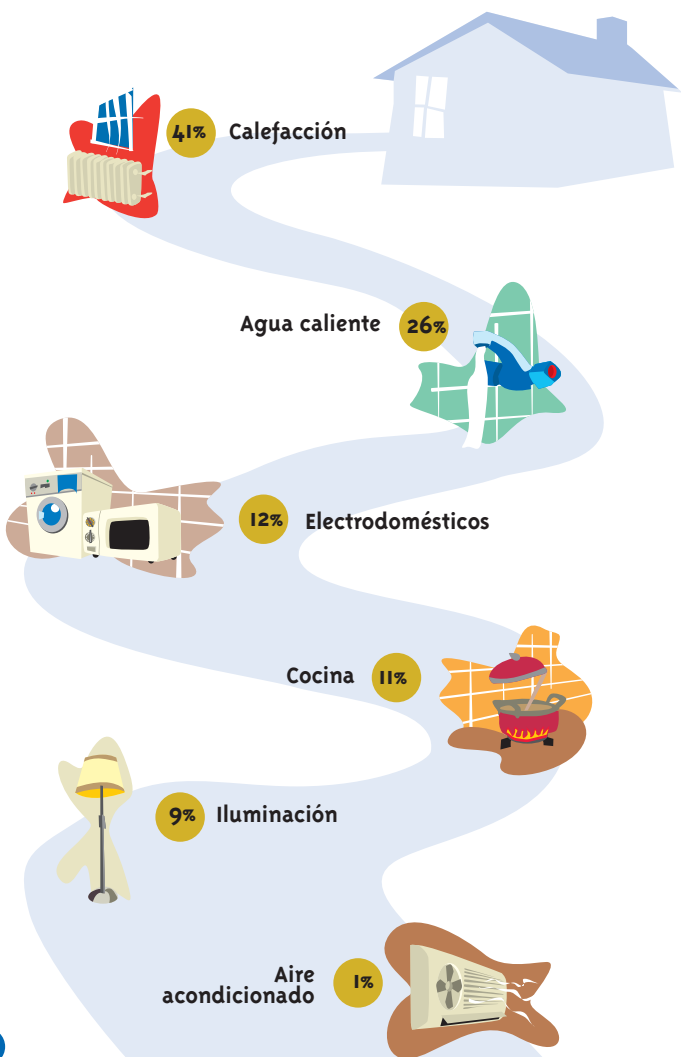 41% Calefacción
Agua caliente 26%
12% Electrodomésticos
Cocina 11%
9% Iluminación
Aire
acondicionado 1%